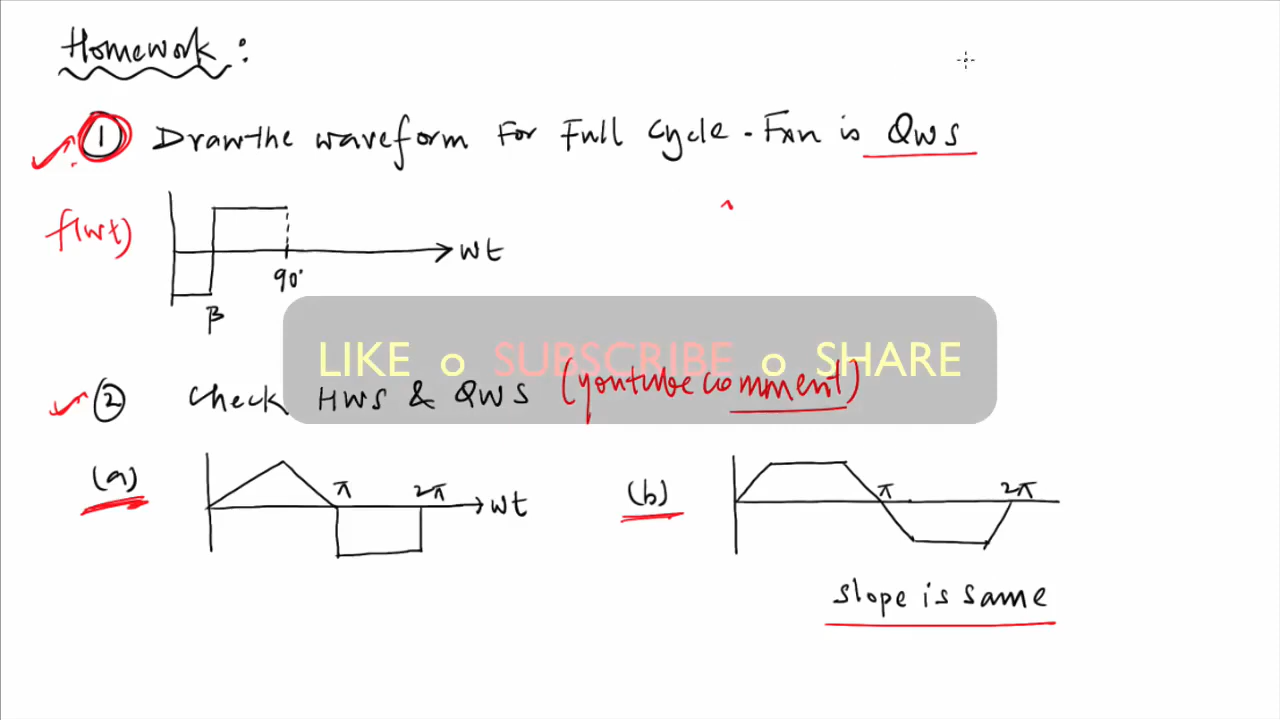 Homework:
① Draw the waveform For Full Cycle. Fxn is QWS
f(wt)
wt
90°
β
LIKE o SUBSCRIBE o SHARE
② Check HWS & QWS (youtube comment)
(a)
π
2π
wt
(b)
π
2π
slope is same